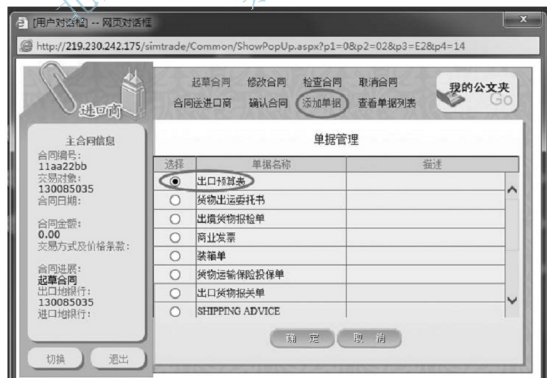 [用户对话框] -- 网页对话框
http://219.230.242.175/simtrade/Common/ShowPopUp.aspx?p1=0&p2=02&p3=E2&p4=14
起草合同 修改合同 检查合同 取消合同
合同送进口商 确认合同 添加单据 查看单据列表
我的公文夹
Go
进口商
主合同信息
合同编号:
11aa22bb
交易对象:
130085035
合同日期:
合同金额:
0.00
交易方式及价格条款:
合同进展:
起草合同
出口地银行:
130085035
进口地银行:
切换 退出
单据管理
选择 单据名称 描述
出口预算表
货物出运委托书
出境货物报检单
商业发票
装箱单
货物运输保险投保单
出口货物报关单
SHIPPING ADVICE
确 定 取 消